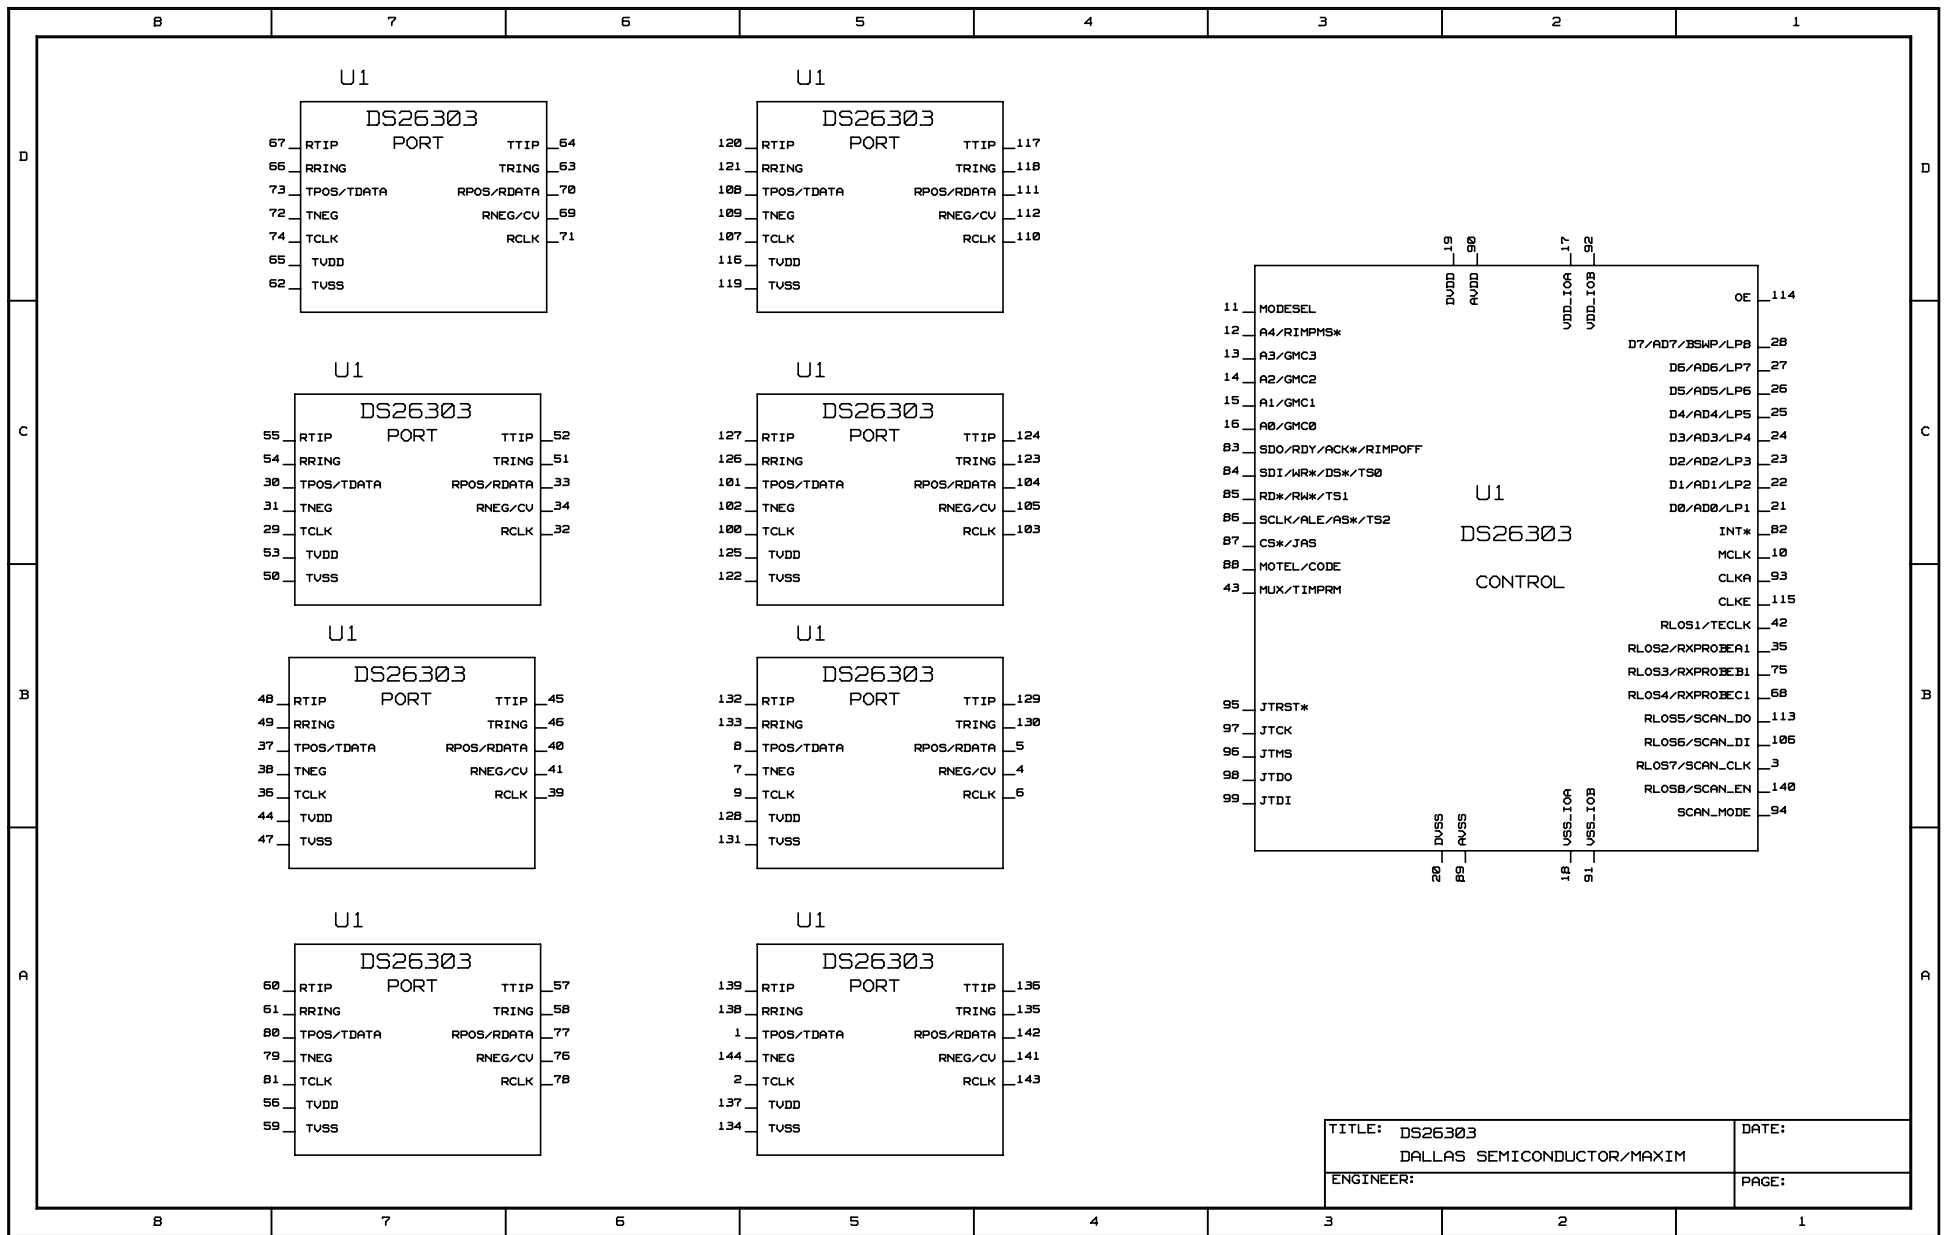 8 7 6 5 4 3 2 1
D
C
B
A
U1
DS26303
PORT
67 RTIP TTIP 64
66 RRING TRING 63
73 TPOS/TDATA RPOS/RDATA 70
72 TNEG RNEG/CV 69
74 TCLK RCLK 71
65 TVDD
62 TVSS
U1
DS26303
PORT
120 RTIP TTIP 117
121 RRING TRING 118
108 TPOS/TDATA RPOS/RDATA 111
109 TNEG RNEG/CV 112
107 TCLK RCLK 110
116 TVDD
119 TVSS
U1
DS26303
PORT
55 RTIP TTIP 52
54 RRING TRING 51
30 TPOS/TDATA RPOS/RDATA 33
31 TNEG RNEG/CV 34
29 TCLK RCLK 32
53 TVDD
50 TVSS
U1
DS26303
PORT
127 RTIP TTIP 124
126 RRING TRING 123
101 TPOS/TDATA RPOS/RDATA 104
102 TNEG RNEG/CV 105
100 TCLK RCLK 103
125 TVDD
122 TVSS
U1
DS26303
PORT
48 RTIP TTIP 45
49 RRING TRING 46
37 TPOS/TDATA RPOS/RDATA 40
38 TNEG RNEG/CV 41
36 TCLK RCLK 39
44 TVDD
47 TVSS
U1
DS26303
PORT
132 RTIP TTIP 129
133 RRING TRING 130
8 TPOS/TDATA RPOS/RDATA 5
7 TNEG RNEG/CV 4
9 TCLK RCLK 6
128 TVDD
131 TVSS
U1
DS26303
PORT
60 RTIP TTIP 57
61 RRING TRING 58
80 TPOS/TDATA RPOS/RDATA 77
79 TNEG RNEG/CV 76
81 TCLK RCLK 78
56 TVDD
59 TVSS
U1
DS26303
PORT
139 RTIP TTIP 136
138 RRING TRING 135
1 TPOS/TDATA RPOS/RDATA 142
144 TNEG RNEG/CV 141
2 TCLK RCLK 143
137 TVDD
134 TVSS
19 DVDD
90 AVDD
17 VDD_IOA
92 VDD_IOB
11 MODESEL
12 A4/RIMPMS*
13 A3/GMC3
14 A2/GMC2
15 A1/GMC1
16 A0/GMC0
83 SDO/RDY/ACK*/RIMPOFF
84 SDI/WR*/DS*/TS0
85 RD*/RW*/TS1
86 SCLK/ALE/AS*/TS2
87 CS*/JAS
88 MOTEL/CODE
43 MUX/TIMPRM
95 JTRST*
97 JTCK
96 JTMS
98 JTDO
99 JTDI
U1
DS26303
CONTROL
OE 114
D7/AD7/BSWP/LP8 28
D6/AD6/LP7 27
D5/AD5/LP6 26
D4/AD4/LP5 25
D3/AD3/LP4 24
D2/AD2/LP3 23
D1/AD1/LP2 22
D0/AD0/LP1 21
INT* 82
MCLK 10
CLKA 93
CLKE 115
RLOS1/TECLK 42
RLOS2/RXPROBEA1 35
RLOS3/RXPROBEB1 75
RLOS4/RXPROBEC1 68
RLOS5/SCAN_DO 113
RLOS6/SCAN_DI 106
RLOS7/SCAN_CLK 3
RLOS8/SCAN_EN 140
SCAN_MODE 94
20 DVSS
89 AVSS
18 VSS_IOA
91 VSS_IOB
D
C
B
A
TITLE: DS26303
DALLAS SEMICONDUCTOR/MAXIM
DATE:
ENGINEER:
PAGE:
8 7 6 5 4 3 2 1